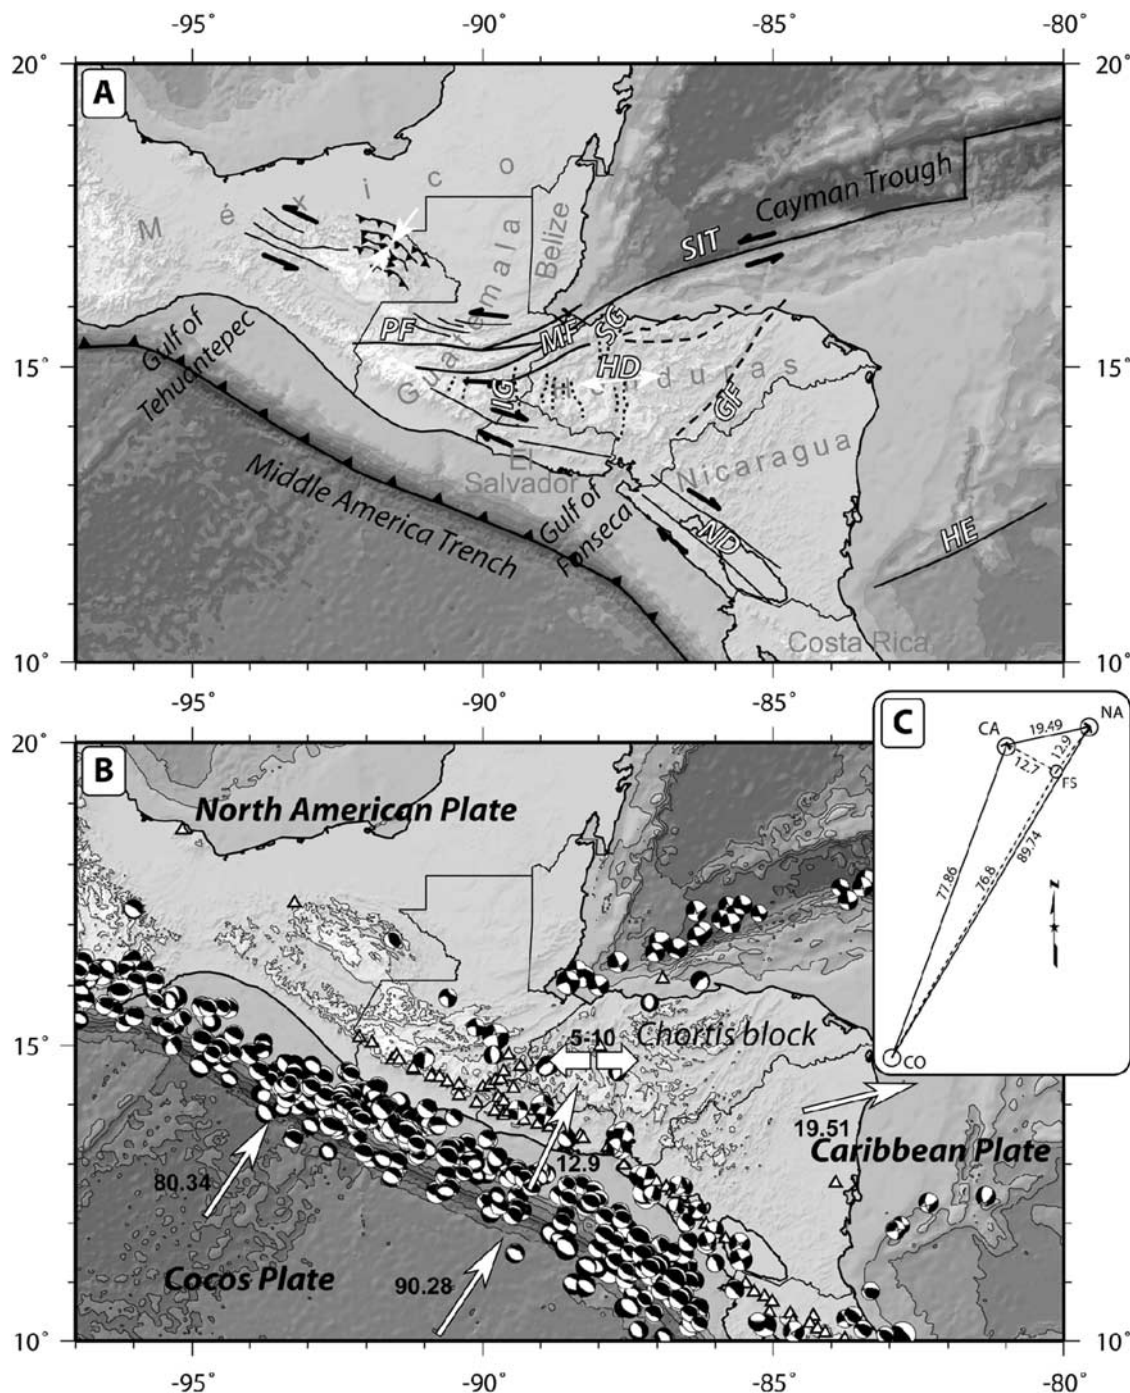 -95° -90° -85° -80°
20° 20°
A
México
Cayman Trough
SIT
Belize
Guatemala
PF
MF
SG
Gulf of
Tehuantepec
15° 15°
HD
Honduras
IG
GF
El
Salvador
Nicaragua
Middle America Trench
Gulf of
Fonseca
ND
HE
Costa Rica
10° 10°
-95° -90° -85°
20°
B
North American Plate
15°
5-10
Chortis block
19.51
12.9
Caribbean Plate
80.34
Cocos Plate
90.28
10° 10°
-95° -90° -85° -80°
C
NA
CA
19.49
12.9
12.7
FS
77.86
76.8
89.74
CO